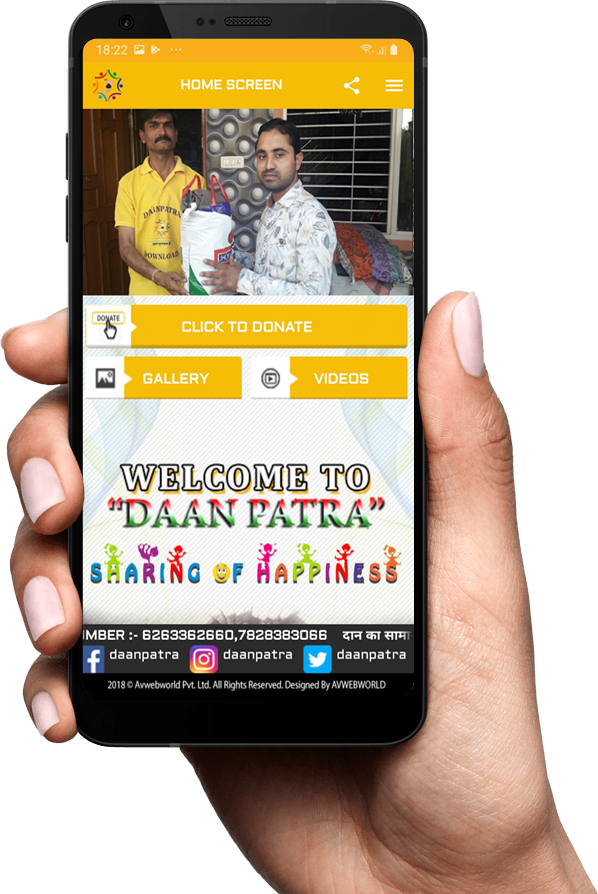 18:22
HOME SCREEN
DAANPATRA
DOWNLOAD
DONATE
CLICK TO DONATE
GALLERY
VIDEOS
WELCOME TO
“DAAN PATRA”
SHARING OF HAPPINESS
MBER :- 6263362660,7828383066 दान का सामा
daanpatra daanpatra daanpatra
2018 © Avwebworld Pvt. Ltd. All Rights Reserved. Designed By AVWEBWORLD